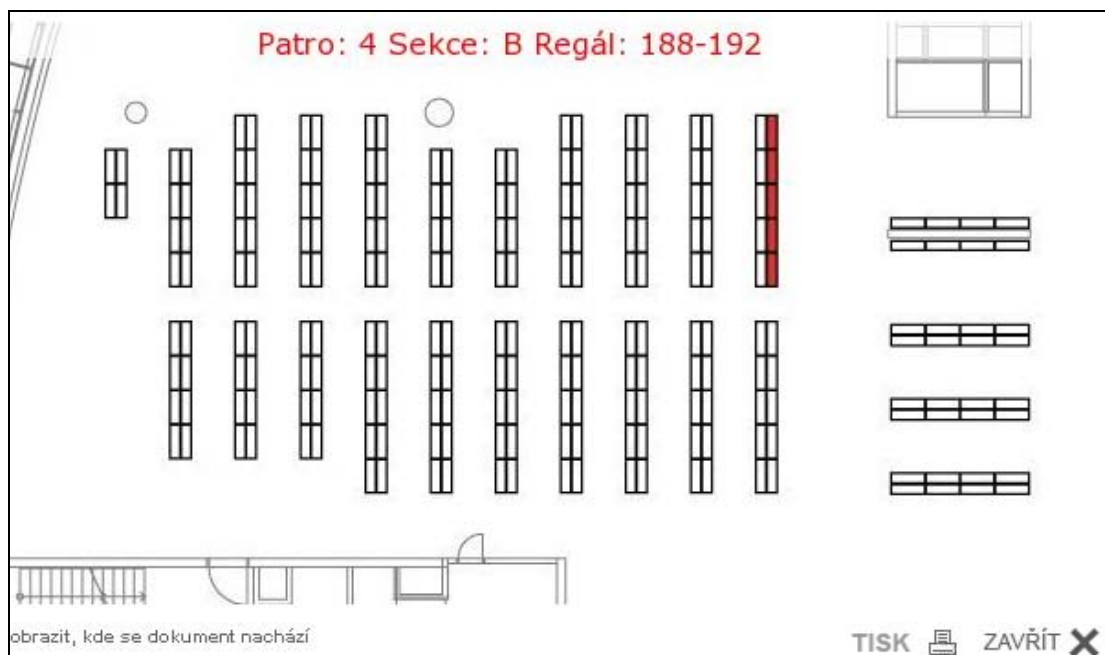 Patro: 4 Sekce: B Regál: 188-192
obrazit, kde se dokument nachází
TISK ZAVŘÍT